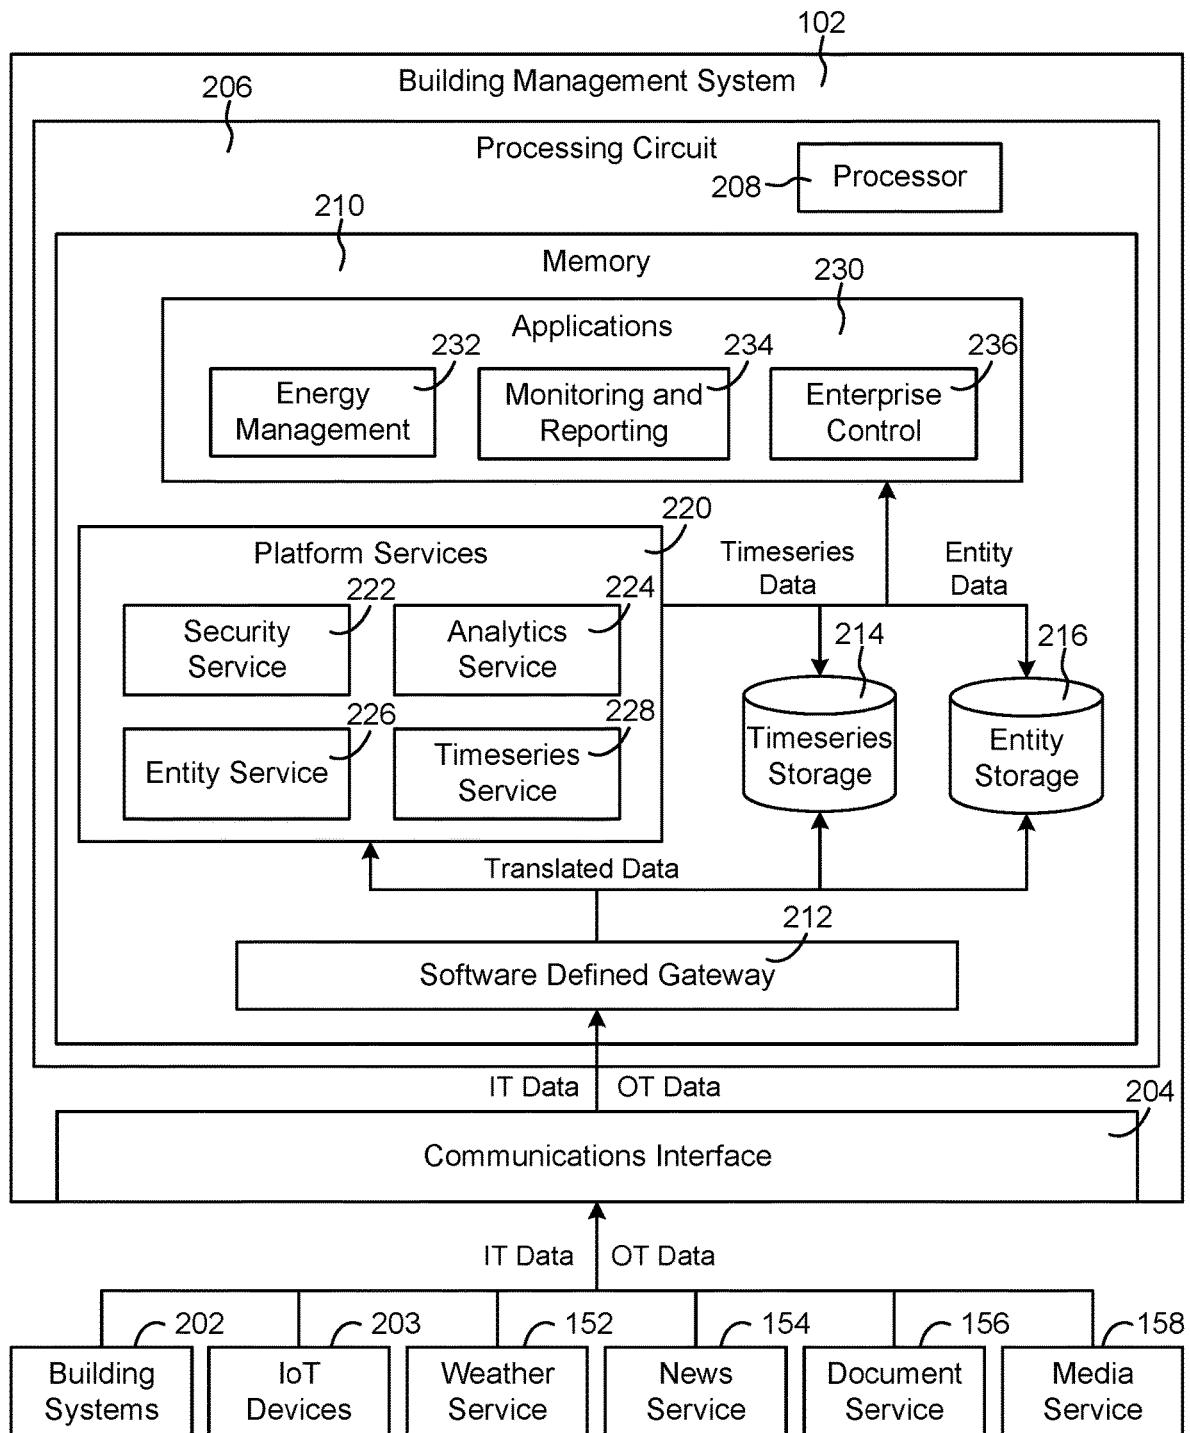 102
Building Management System
206
Processing Circuit
208
Processor
210
Memory
230
Applications
232
234
236
Energy
Management
Monitoring and
Reporting
Enterprise
Control
220
Platform Services
Timeseries
Data
Entity
Data
222
224
Security
Service
Analytics
Service
214
216
226
228
Entity Service
Timeseries
Service
Timeseries
Storage
Entity
Storage
Translated Data
212
Software Defined Gateway
IT Data
OT Data
204
Communications Interface
IT Data
OT Data
202
203
152
154
156
158
Building
Systems
IoT
Devices
Weather
Service
News
Service
Document
Service
Media
Service